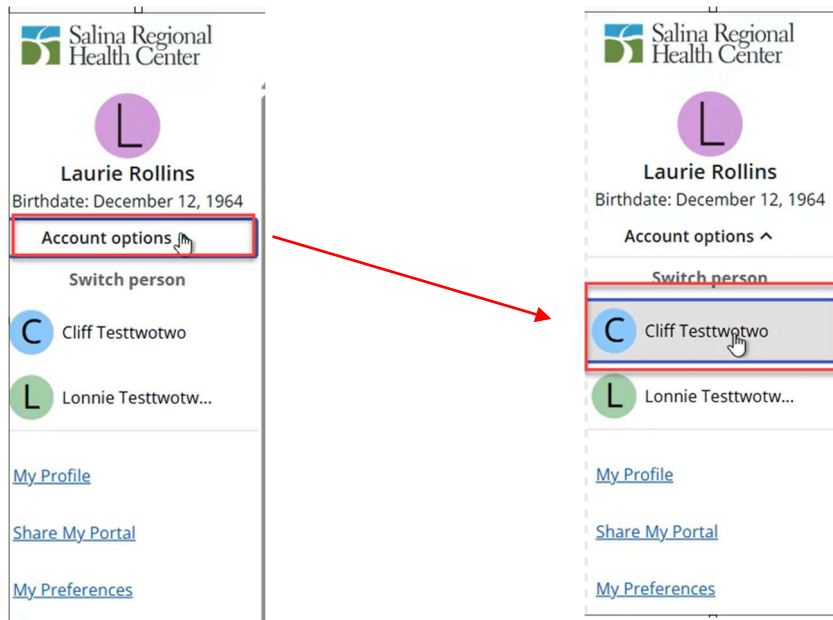 Salina Regional
Health Center
L
Laurie Rollins
Birthdate: December 12, 1964
Account options
Switch person
C Cliff Testtwotwo
L Lonnie Testtwotw...
My Profile
Share My Portal
My Preferences
Salina Regional
Health Center
L
Laurie Rollins
Birthdate: December 12, 1964
Account options
Switch person
C Cliff Testtwotwo
L Lonnie Testtwotw...
My Profile
Share My Portal
My Preferences